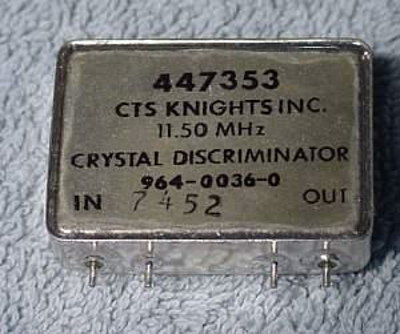 447353
CTS KNIGHTS INC.
11.50 MHz
CRYSTAL DISCRIMINATOR
964-0036-0
IN 7452 OUT